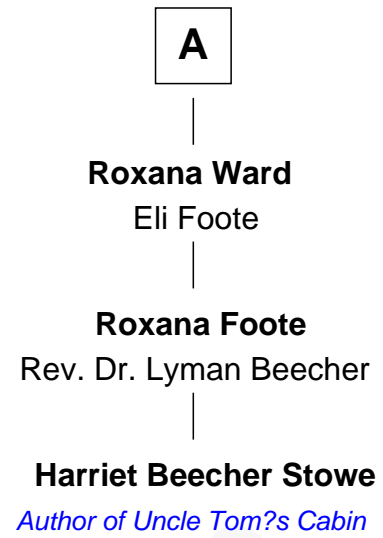 A
Roxana Ward
Eli Foote
Roxana Foote
Rev. Dr. Lyman Beecher
Harriet Beecher Stowe
Author of Uncle Tom?s Cabin